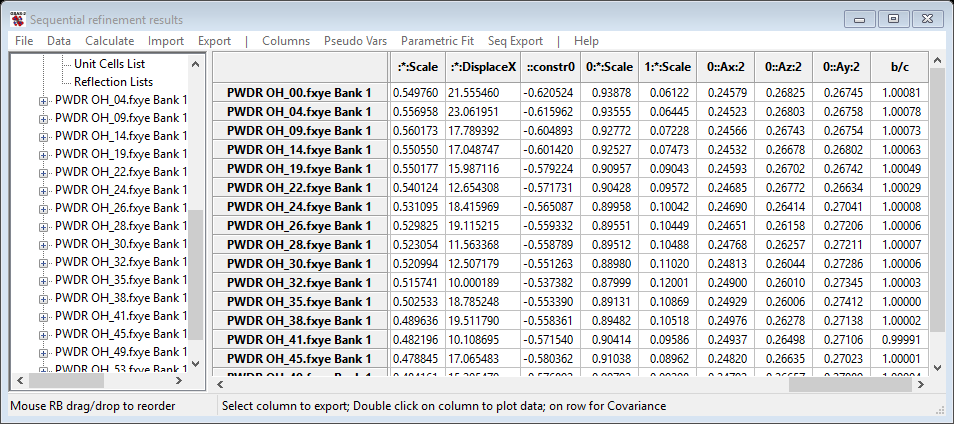 Sequential refinement results
File Data Calculate Import Export | Columns Pseudo Vars Parametric Fit Seq Export | Help
Unit Cells List
Reflection Lists
PWDR OH_04.fxye Bank 1
PWDR OH_09.fxye Bank 1
PWDR OH_14.fxye Bank 1
PWDR OH_19.fxye Bank 1
PWDR OH_22.fxye Bank 1
PWDR OH_24.fxye Bank 1
PWDR OH_26.fxye Bank 1
PWDR OH_28.fxye Bank 1
PWDR OH_30.fxye Bank 1
PWDR OH_32.fxye Bank 1
PWDR OH_35.fxye Bank 1
PWDR OH_38.fxye Bank 1
PWDR OH_41.fxye Bank 1
PWDR OH_45.fxye Bank 1
PWDR OH_49.fxye Bank 1
PWDR OH_53.fxye Bank 1
:*:Scale :*:DisplaceX ::constr0 0:*:Scale 1:*:Scale 0::Ax:2 0::Az:2 0::Ay:2 b/c
PWDR OH_00.fxye Bank 1 0.549760 21.555460 -0.620524 0.93878 0.06122 0.24579 0.26825 0.26745 1.00081
PWDR OH_04.fxye Bank 1 0.556958 23.061951 -0.615962 0.93555 0.06445 0.24523 0.26803 0.26758 1.00078
PWDR OH_09.fxye Bank 1 0.560173 17.789392 -0.604893 0.92772 0.07228 0.24566 0.26743 0.26754 1.00073
PWDR OH_14.fxye Bank 1 0.550550 17.048747 -0.601420 0.92527 0.07473 0.24532 0.26678 0.26802 1.00063
PWDR OH_19.fxye Bank 1 0.550177 15.987116 -0.579224 0.90957 0.09043 0.24593 0.26702 0.26742 1.00049
PWDR OH_22.fxye Bank 1 0.540124 12.654308 -0.571731 0.90428 0.09572 0.24685 0.26772 0.26634 1.00029
PWDR OH_24.fxye Bank 1 0.531095 18.415969 -0.565087 0.89958 0.10042 0.24690 0.26414 0.27041 1.00008
PWDR OH_26.fxye Bank 1 0.529825 19.115215 -0.559332 0.89551 0.10449 0.24651 0.26158 0.27206 1.00006
PWDR OH_28.fxye Bank 1 0.523054 11.563368 -0.558789 0.89512 0.10488 0.24768 0.26257 0.27211 1.00007
PWDR OH_30.fxye Bank 1 0.520994 12.507179 -0.551263 0.88980 0.11020 0.24813 0.26044 0.27286 1.00006
PWDR OH_32.fxye Bank 1 0.515741 10.000189 -0.537382 0.87999 0.12001 0.24900 0.26010 0.27345 1.00003
PWDR OH_35.fxye Bank 1 0.502533 18.785248 -0.553390 0.89131 0.10869 0.24929 0.26006 0.27412 1.00000
PWDR OH_38.fxye Bank 1 0.489636 19.511790 -0.558361 0.89482 0.10518 0.24976 0.26278 0.27138 1.00002
PWDR OH_41.fxye Bank 1 0.482196 10.108695 -0.571540 0.90414 0.09586 0.24937 0.26498 0.27106 0.99991
PWDR OH_45.fxye Bank 1 0.478845 17.065483 -0.580362 0.91038 0.08962 0.24820 0.26635 0.27023 1.00001
Mouse RB drag/drop to reorder
Select column to export; Double click on column to plot data; on row for Covariance